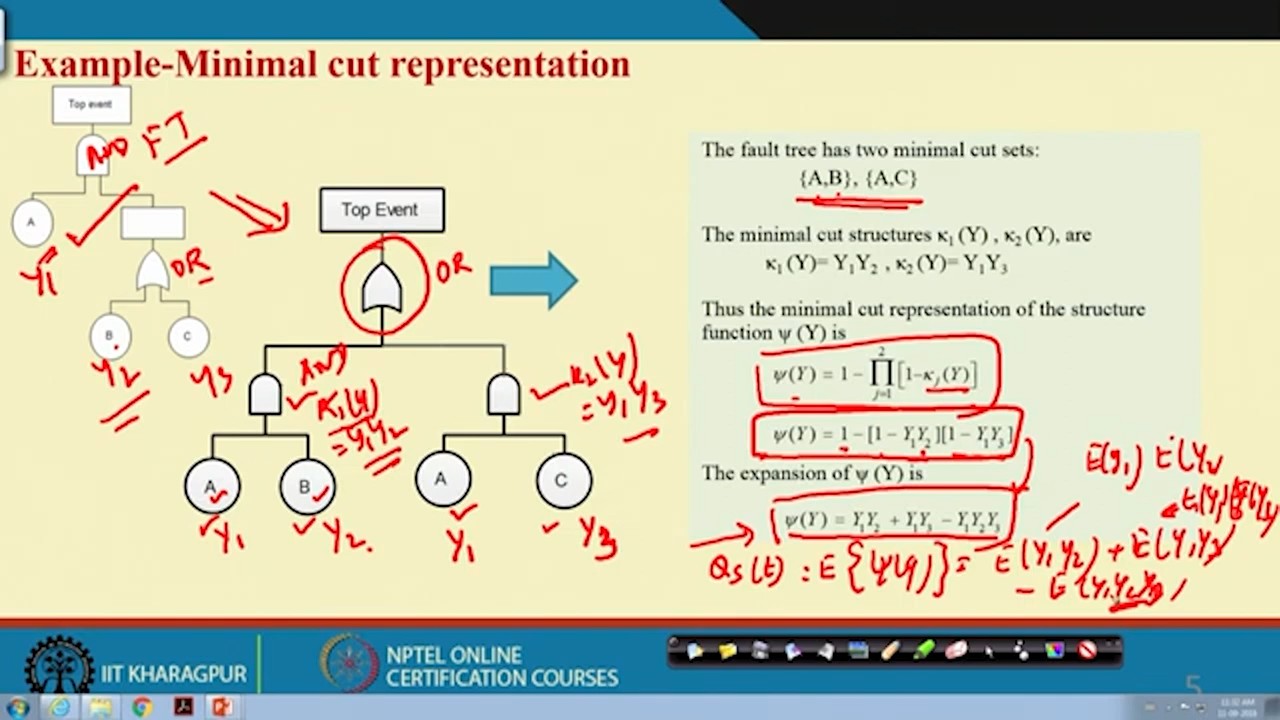 Example-Minimal cut representation
Top event
AND
FT
A
Y1
OR
B
C
Y2
Y3
Top Event
OR
AND
K1(Y)
=Y1Y2
K2(Y)
=Y1Y3
A
B
A
C
Y1
Y2.
Y1
Y3
The fault tree has two minimal cut sets:
{A,B}, {A,C}
The minimal cut structures κ1 (Y) , κ2 (Y), are
κ1 (Y)= Y1Y2 , κ2 (Y)= Y1Y3
Thus the minimal cut representation of the structure
function ψ (Y) is
ψ(Y) = 1 − ∏_{j=1}^{2} [1-κj(Y)]
ψ(Y) = 1 − [1 − Y1Y2][1 − Y1Y3]
The expansion of ψ (Y) is
ψ(Y) = Y1Y2 + Y1Y3 − Y1Y2Y3
E(Y1) E(Y2
Qs(t) = E{ψ(Y)} = E(Y1Y2) + E(Y1Y3)
− E(Y1Y2Y3)
IIT KHARAGPUR
NPTEL ONLINE
CERTIFICATION COURSES
5
11:32 AM